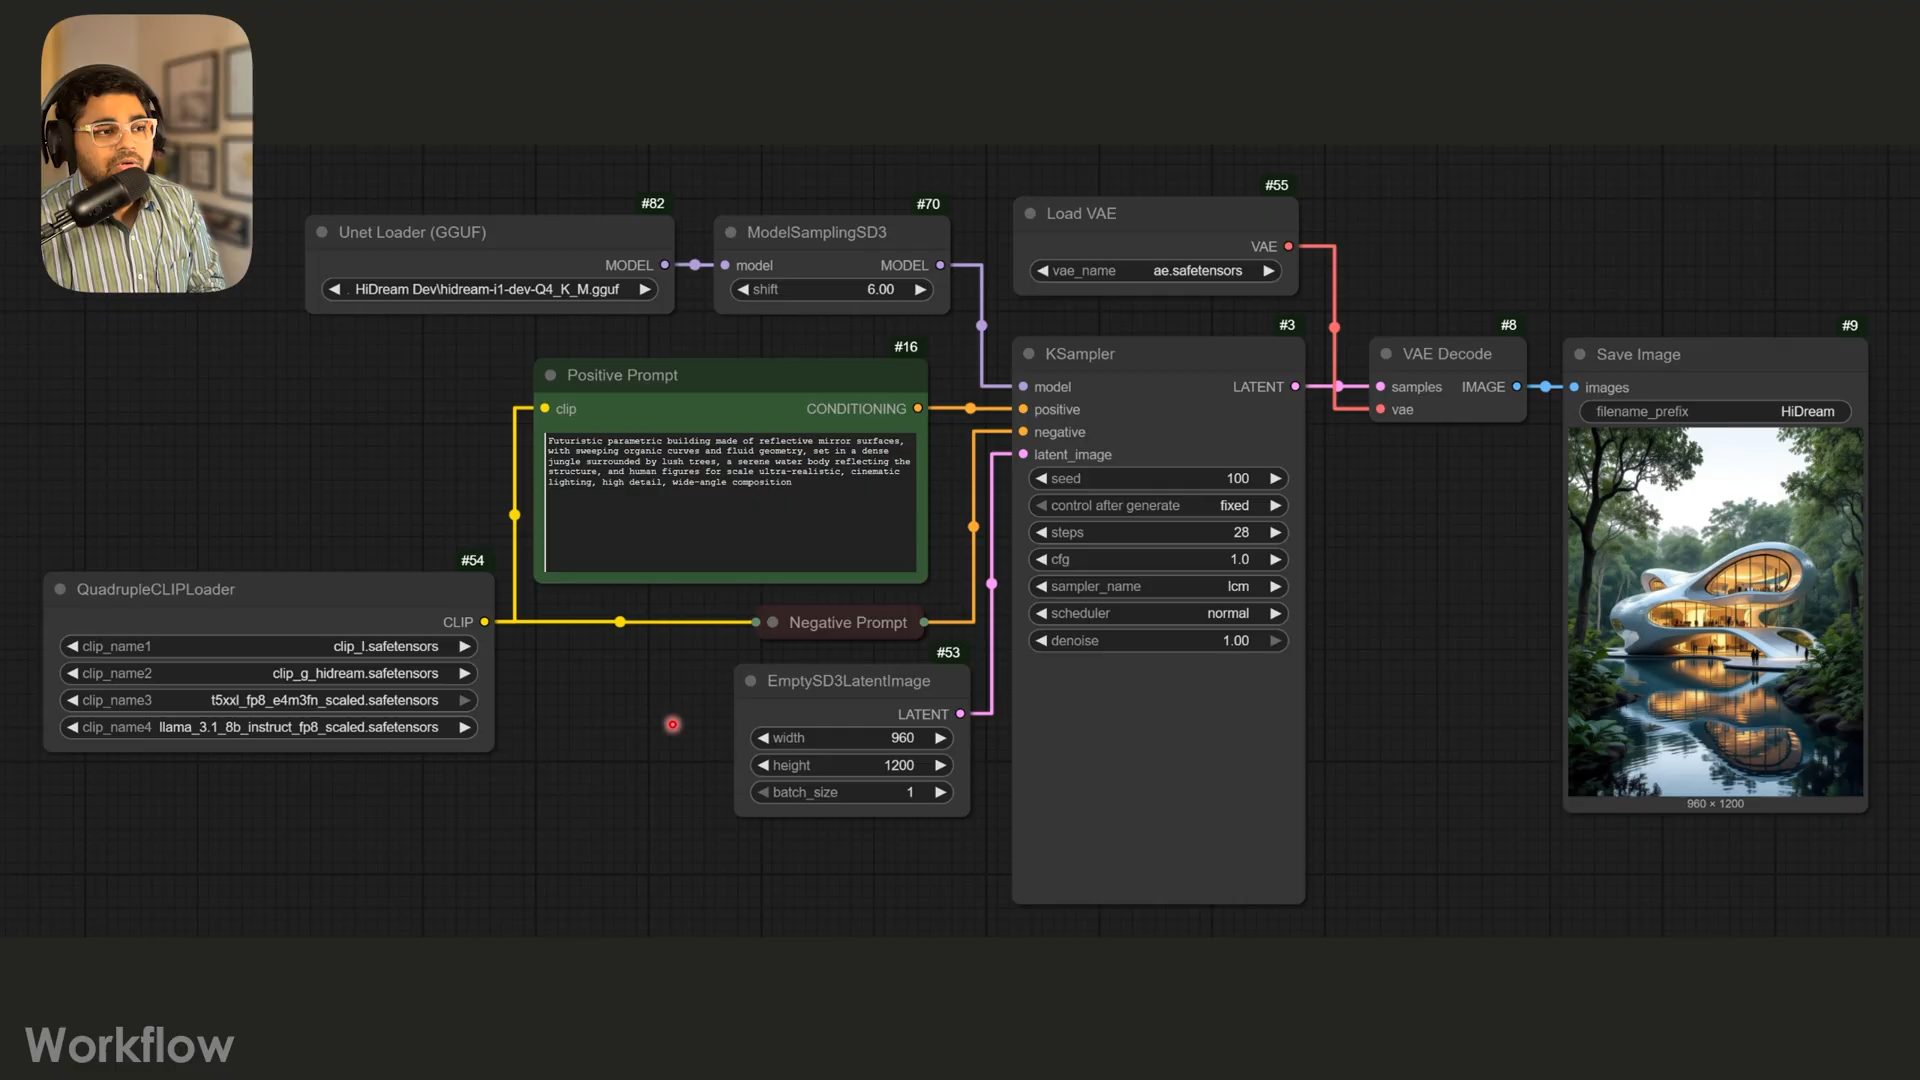 #82
Unet Loader (GGUF)
MODEL
HiDream Dev\hidream-i1-dev-Q4_K_M.gguf
#70
ModelSamplingSD3
model MODEL
shift 6.00
#55
Load VAE
VAE
vae_name ae.safetensors
#16
Positive Prompt
clip CONDITIONING
Futuristic parametric building made of reflective mirror surfaces,
with sweeping organic curves and fluid geometry, set in a dense
jungle surrounded by lush trees, a serene water body reflecting the
structure, and human figures for scale ultra-realistic, cinematic
lighting, high detail, wide-angle composition
#54
QuadrupleCLIPLoader
CLIP
clip_name1 clip_l.safetensors
clip_name2 clip_g_hidream.safetensors
clip_name3 t5xxl_fp8_e4m3fn_scaled.safetensors
clip_name4 llama_3.1_8b_instruct_fp8_scaled.safetensors
Negative Prompt
#53
EmptySD3LatentImage
LATENT
width 960
height 1200
batch_size 1
#3
KSampler
model LATENT
positive
negative
latent_image
seed 100
control after generate fixed
steps 28
cfg 1.0
sampler_name lcm
scheduler normal
denoise 1.00
#8
VAE Decode
samples IMAGE
vae
#9
Save Image
images
filename_prefix HiDream
960 × 1200
Workflow